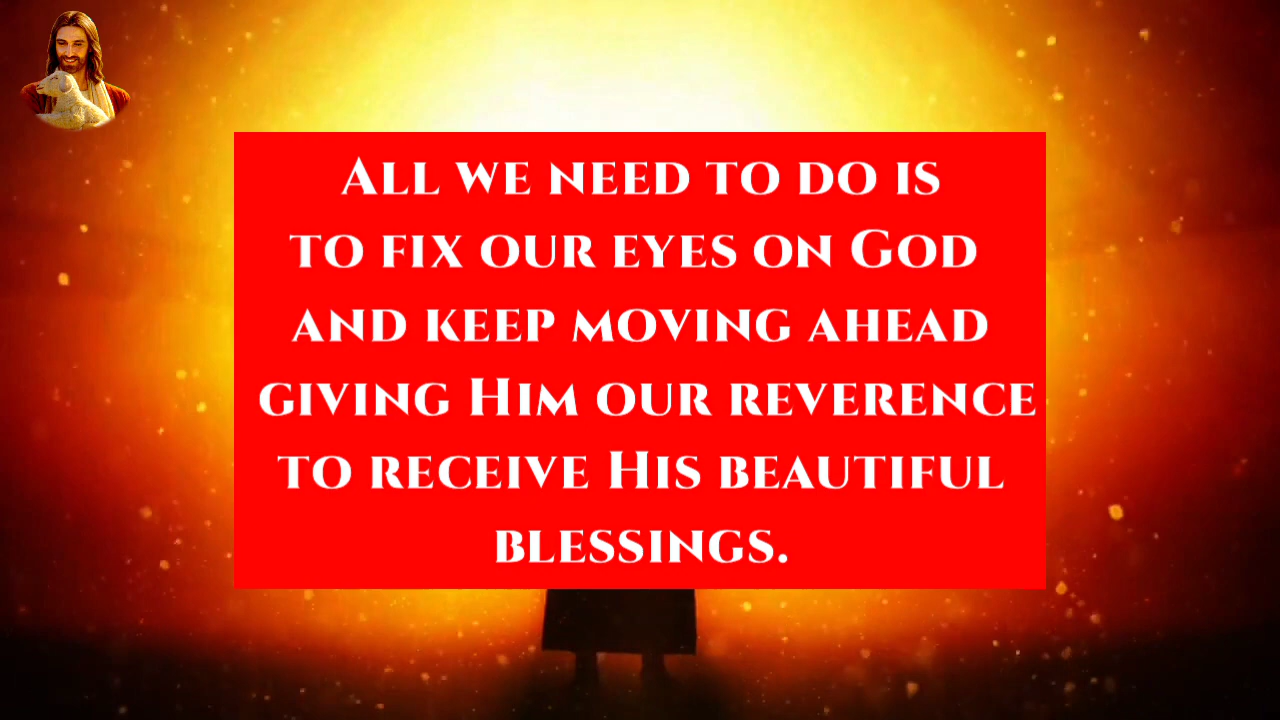 All we need to do is
to fix our eyes on God
and keep moving ahead
giving Him our reverence
to receive His beautiful
blessings.